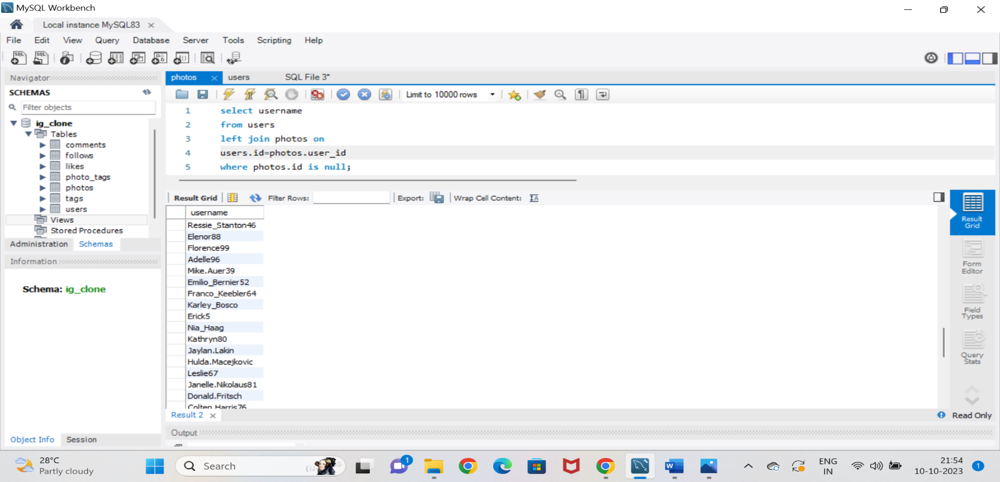 MySQL Workbench
Local instance MySQL83
File Edit View Query Database Server Tools Scripting Help
Navigator
SCHEMAS
Filter objects
ig_clone
Tables
comments
follows
likes
photo_tags
photos
tags
users
Views
Stored Procedures
Administration Schemas
Information
Schema: ig_clone
Object Info Session
photos users SQL File 3*
Limit to 10000 rows
1 select username
2 from users
3 left join photos on
4 users.id=photos.user_id
5 where photos.id is null;
Result Grid Filter Rows: Export: Wrap Cell Content:
username
Ressie_Stanton46
Elenor88
Florence99
Adelle96
Mike.Auer39
Emilio_Bernier52
Franco_Keebler64
Karley_Bosco
Erick5
Nia_Haag
Kathryn80
Jaylan.Lakin
Hulda.Macejkovic
Leslie67
Janelle.Nikolaus81
Donald.Fritsch
Colten.Harris76
Result Grid
Form Editor
Field Types
Query Stats
Result 2
Read Only
Output
28°C
Partly cloudy
Search
1
ENG
IN
21:54
10-10-2023
1